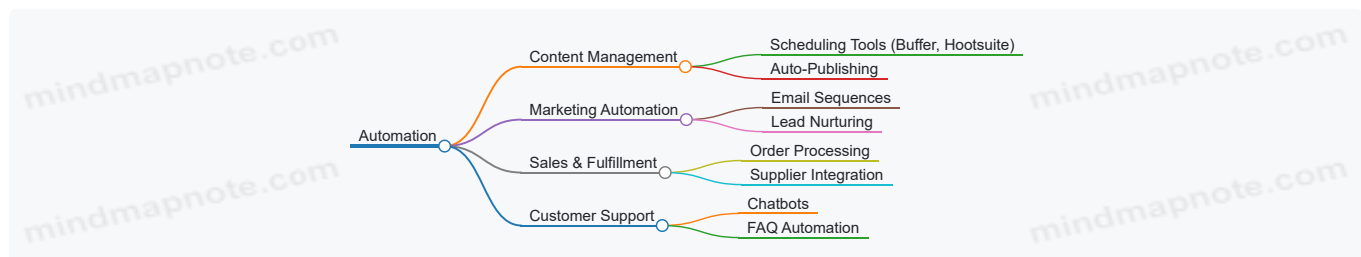 Automation
Content Management
Scheduling Tools (Buffer, Hootsuite)
Auto-Publishing
Marketing Automation
Email Sequences
Lead Nurturing
Sales & Fulfillment
Order Processing
Supplier Integration
Customer Support
Chatbots
FAQ Automation
mindmapnote.com
mindmapnote.com
mindmapnote.com
mindmapnote.com